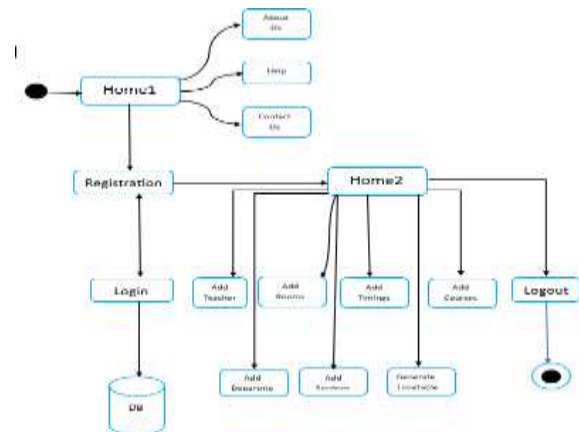 About
Us
Help
Home1
Contact
Us
Registration
Home2
Login
Add
Teacher
Add
Rooms
Add
Timings
Add
Courses
Logout
DB
Add
Add
Generate
Timetable